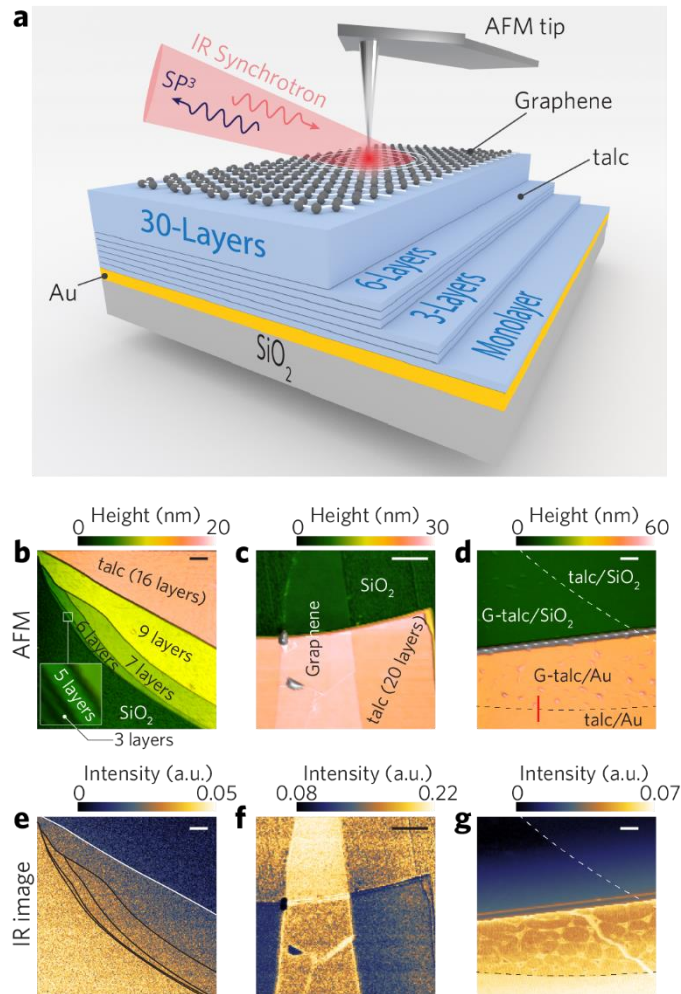 a
AFM tip
IR Synchrotron
SP³
Graphene
talc
30-Layers
6-Layers
3-Layers
Monolayer
Au
SiO₂
Height (nm)
0 20
Height (nm)
0 30
Height (nm)
0 60
b
c
d
AFM
talc (16 layers)
9 layers
6 layers
7 layers
5 layers
SiO₂
3 layers
SiO₂
Graphene
talc (20 layers)
talc/SiO₂
G-talc/SiO₂
G-talc/Au
talc/Au
Intensity (a.u.)
0 0.05
Intensity (a.u.)
0.08 0.22
Intensity (a.u.)
0 0.07
e
f
g
IR image